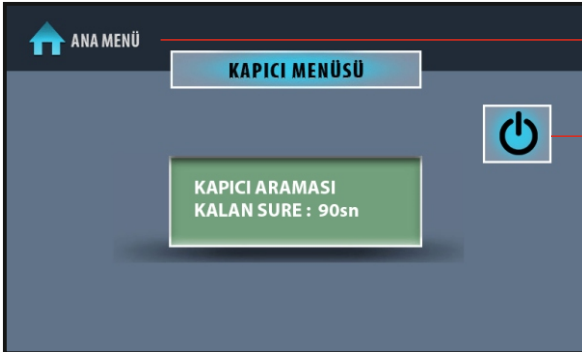 ANA MENÜ
KAPICI MENÜSÜ
KAPICI ARAMASI
KALAN SURE : 90sn